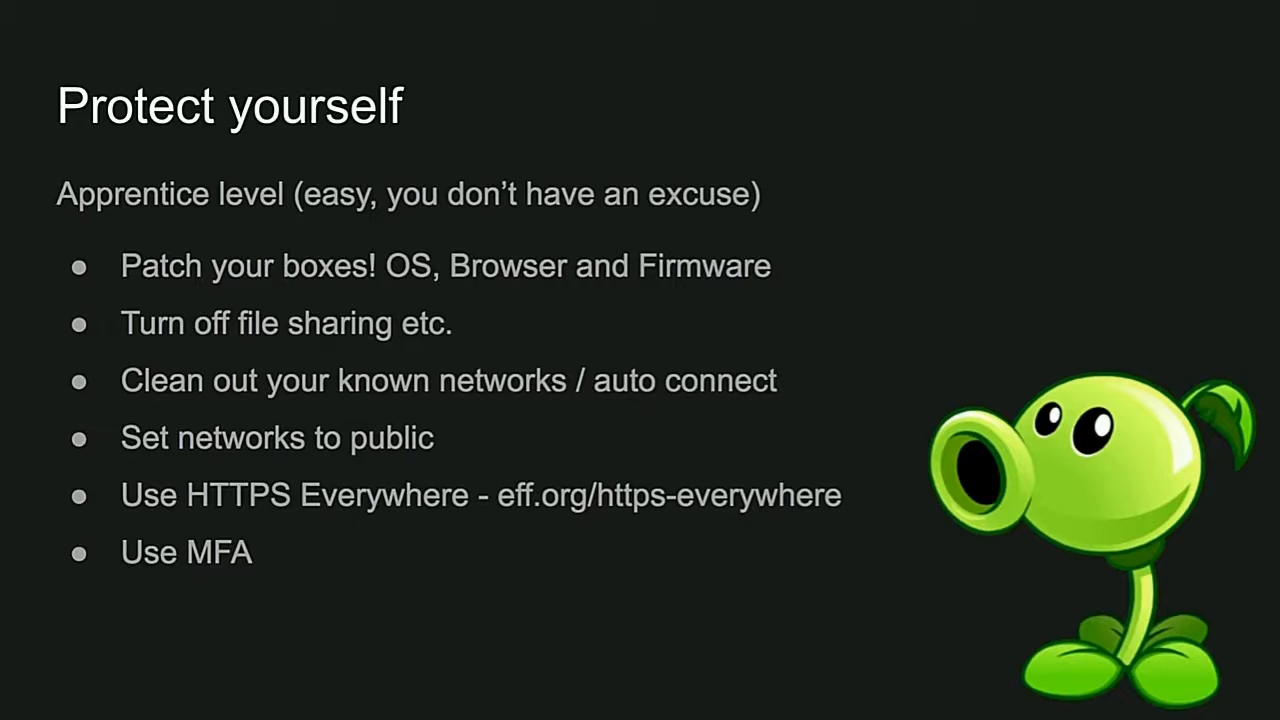 Protect yourself
Apprentice level (easy, you don’t have an excuse)
● Patch your boxes! OS, Browser and Firmware
● Turn off file sharing etc.
● Clean out your known networks / auto connect
● Set networks to public
● Use HTTPS Everywhere - eff.org/https-everywhere
● Use MFA